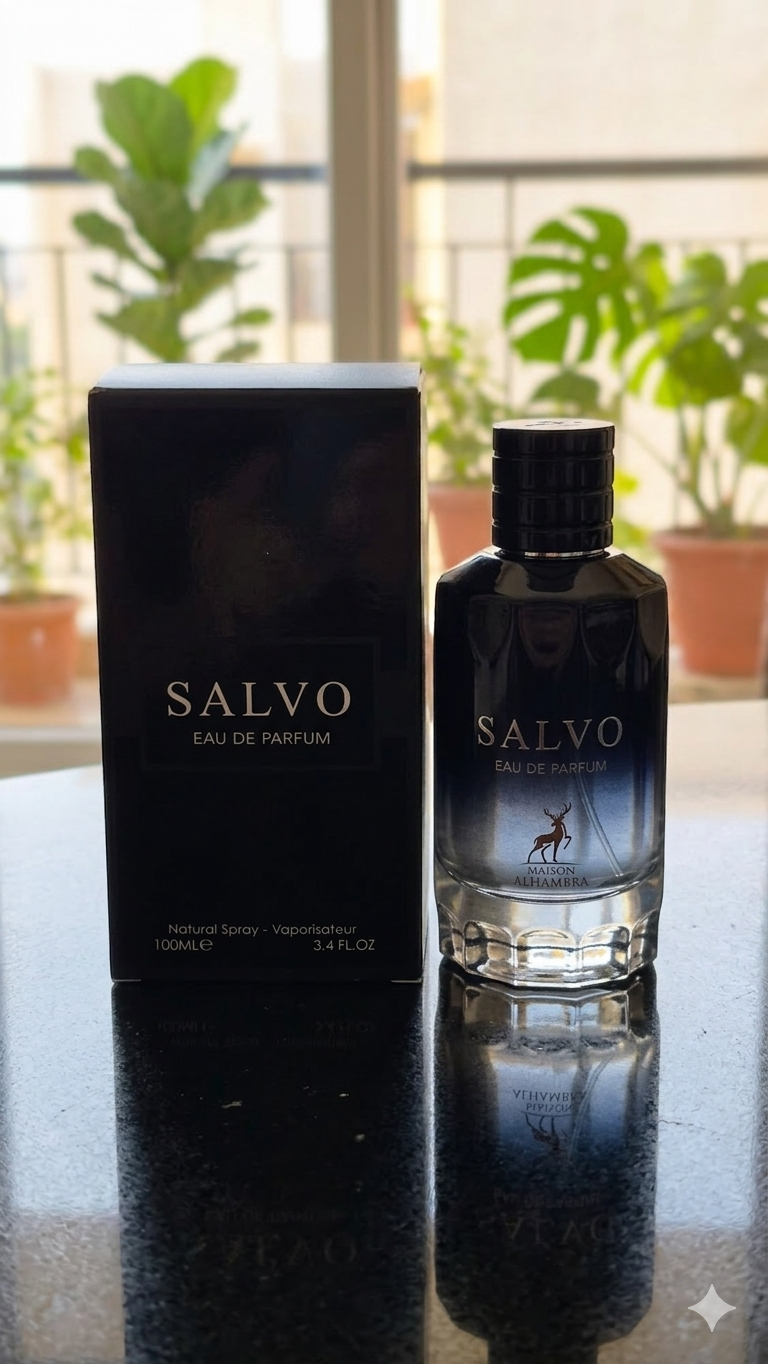 SALVO
EAU DE PARFUM
Natural Spray - Vaporisateur
100ML℮ 3.4 FL.OZ
SALVO
EAU DE PARFUM
MAISON
ALHAMBRA